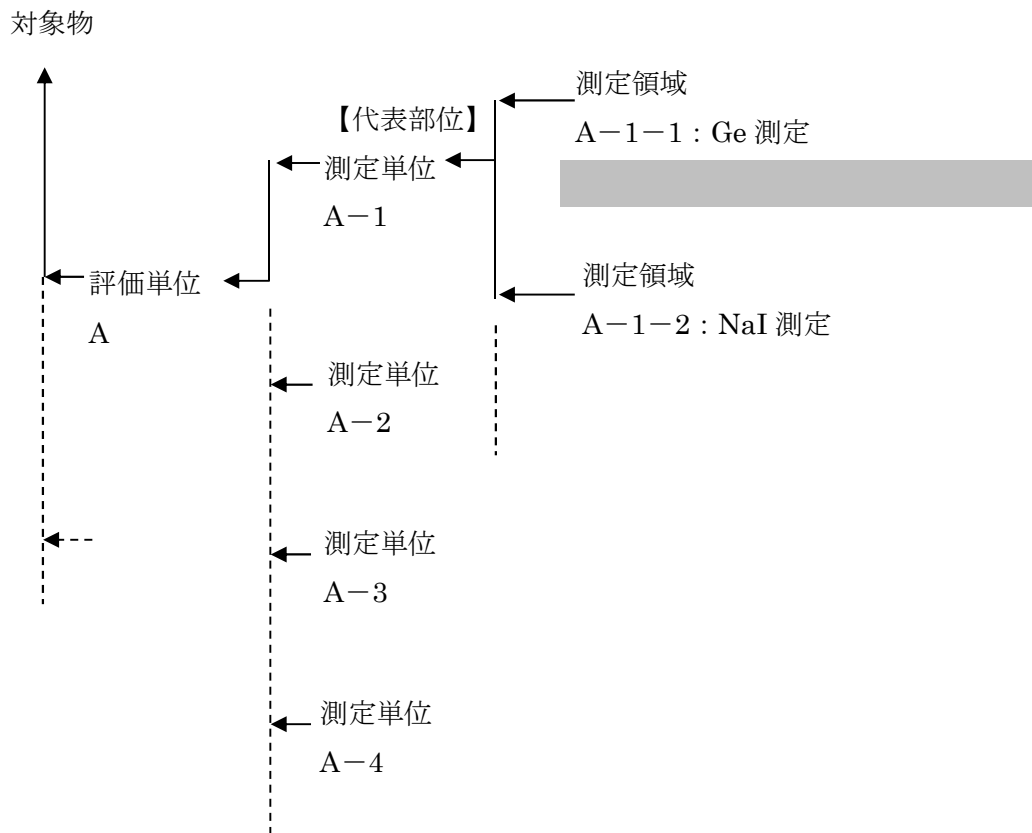 対象物
測定領域
A－1－1：Ge 測定
【代表部位】
測定単位
A－1
測定領域
A－1－2：NaI 測定
評価単位
A
測定単位
A－2
測定単位
A－3
測定単位
A－4